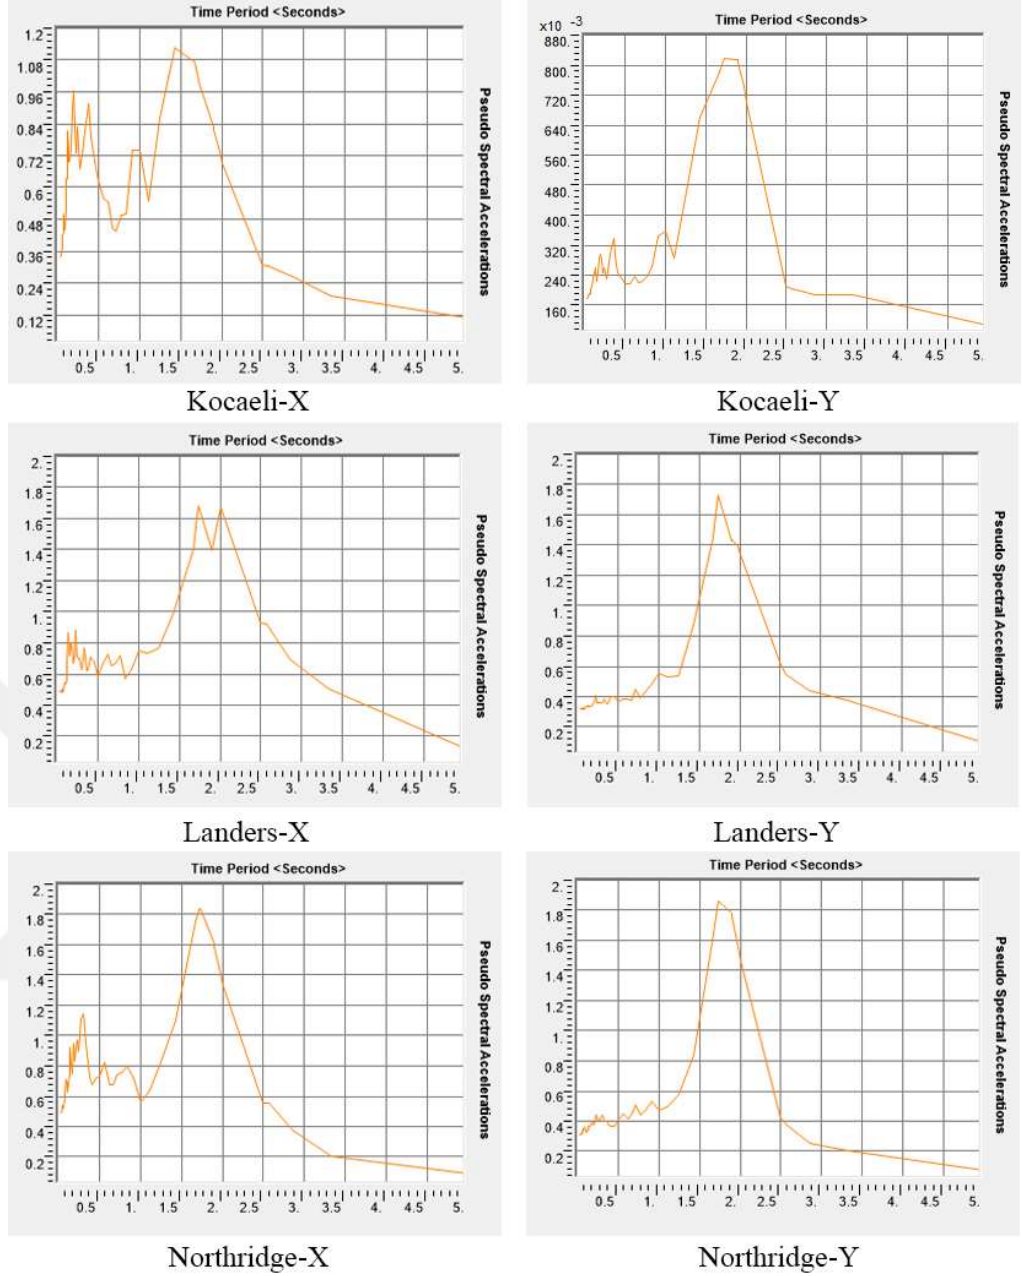 Time Period <Seconds>
1.2
1.08
0.96
0.84
0.72
0.6
0.48
0.36
0.24
0.12
0.5 1. 1.5 2. 2.5 3. 3.5 4. 4.5 5.
Pseudo Spectral Accelerations
Kocaeli-X
Time Period <Seconds>
x10 -3
880.
800.
720.
640.
560.
480.
400.
320.
240.
160.
0.5 1. 1.5 2. 2.5 3. 3.5 4. 4.5 5.
Pseudo Spectral Accelerations
Kocaeli-Y
Time Period <Seconds>
2.
1.8
1.6
1.4
1.2
1.
0.8
0.6
0.4
0.2
0.5 1. 1.5 2. 2.5 3. 3.5 4. 4.5 5.
Pseudo Spectral Accelerations
Landers-X
Time Period <Seconds>
2.
1.8
1.6
1.4
1.2
1.
0.8
0.6
0.4
0.2
0.5 1. 1.5 2. 2.5 3. 3.5 4. 4.5 5.
Pseudo Spectral Accelerations
Landers-Y
Time Period <Seconds>
2.
1.8
1.6
1.4
1.2
1.
0.8
0.6
0.4
0.2
0.5 1. 1.5 2. 2.5 3. 3.5 4. 4.5 5.
Pseudo Spectral Accelerations
Northridge-X
Time Period <Seconds>
2.
1.8
1.6
1.4
1.2
1.
0.8
0.6
0.4
0.2
0.5 1. 1.5 2. 2.5 3. 3.5 4. 4.5 5.
Pseudo Spectral Accelerations
Northridge-Y